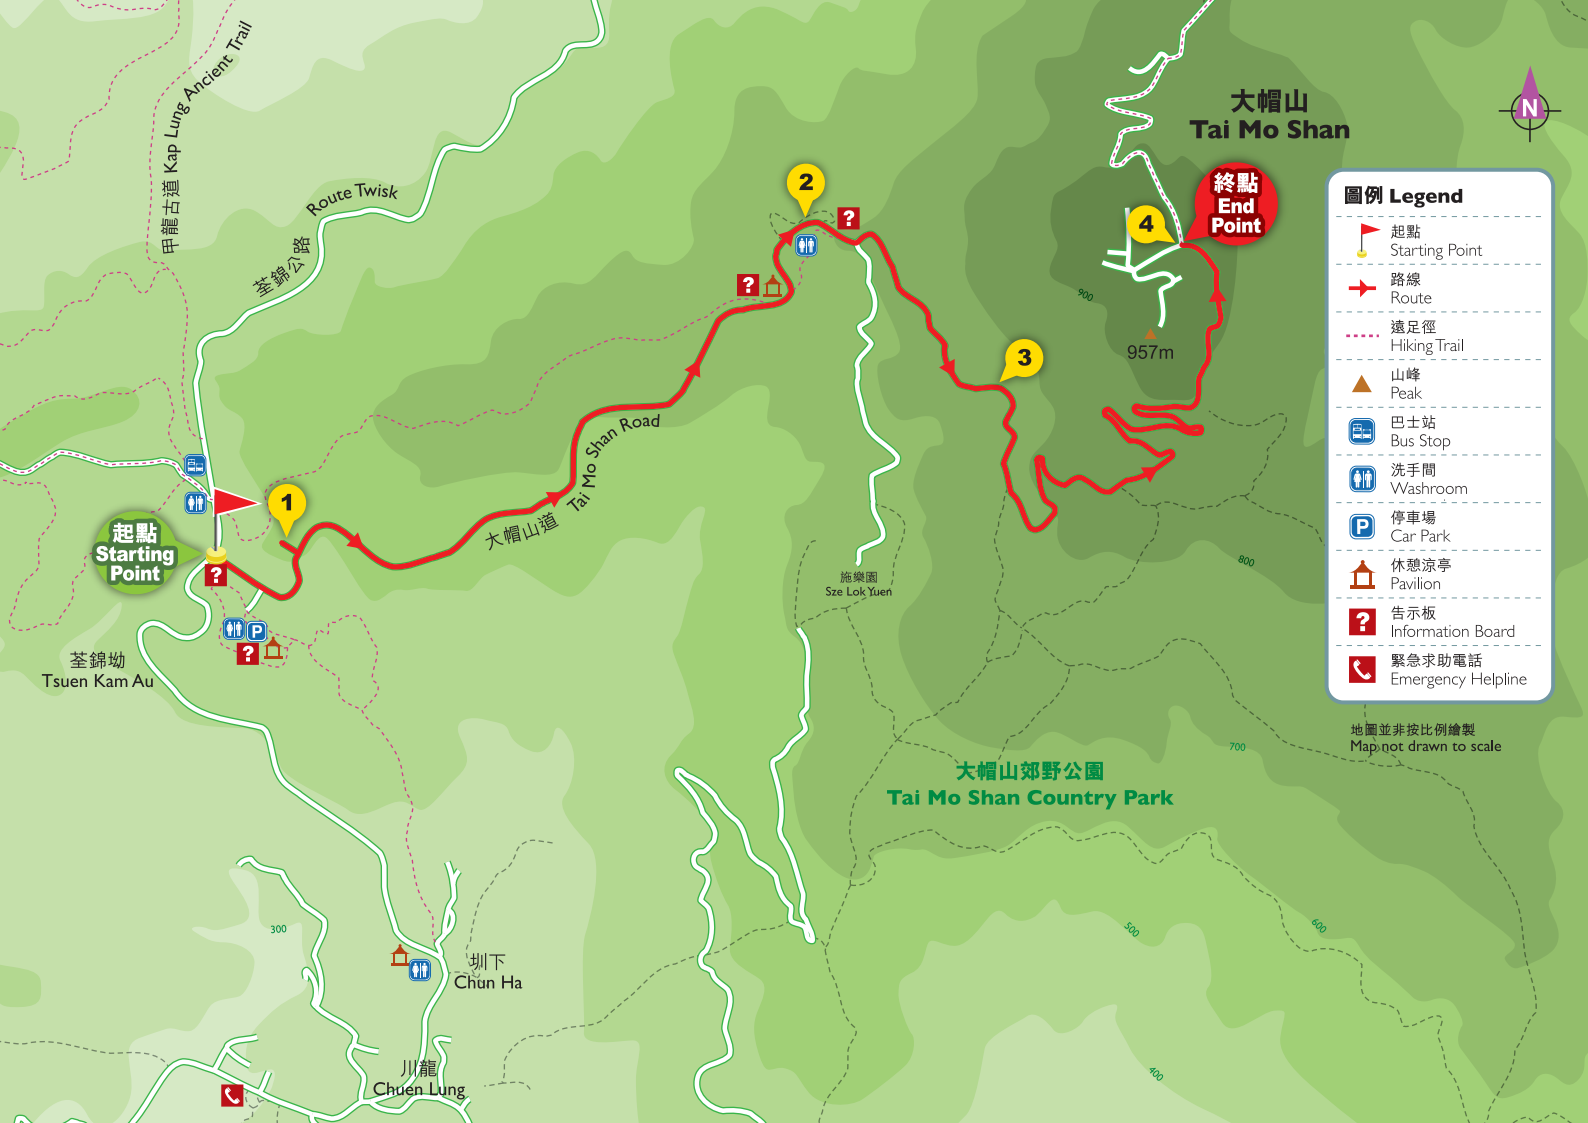 甲龍古道 Kap Lung Ancient Trail
Route Twisk
荃錦公路
大帽山
Tai Mo Shan
N
2
?
終點
End
Point
4
?
900
957m
3
大帽山道 Tai Mo Shan Road
1
起點
Starting
Point
?
P
?
荃錦坳
Tsuen Kam Au
施樂園
Sze Lok Yuen
800
700
大帽山郊野公園
Tai Mo Shan Country Park
300
500
600
400
圳下
Chun Ha
川龍
Chuen Lung
圖例 Legend
起點
Starting Point
路線
Route
遠足徑
Hiking Trail
山峰
Peak
巴士站
Bus Stop
洗手間
Washroom
P
停車場
Car Park
休憩涼亭
Pavilion
?
告示板
Information Board
緊急求助電話
Emergency Helpline
地圖並非按比例繪製
Map not drawn to scale